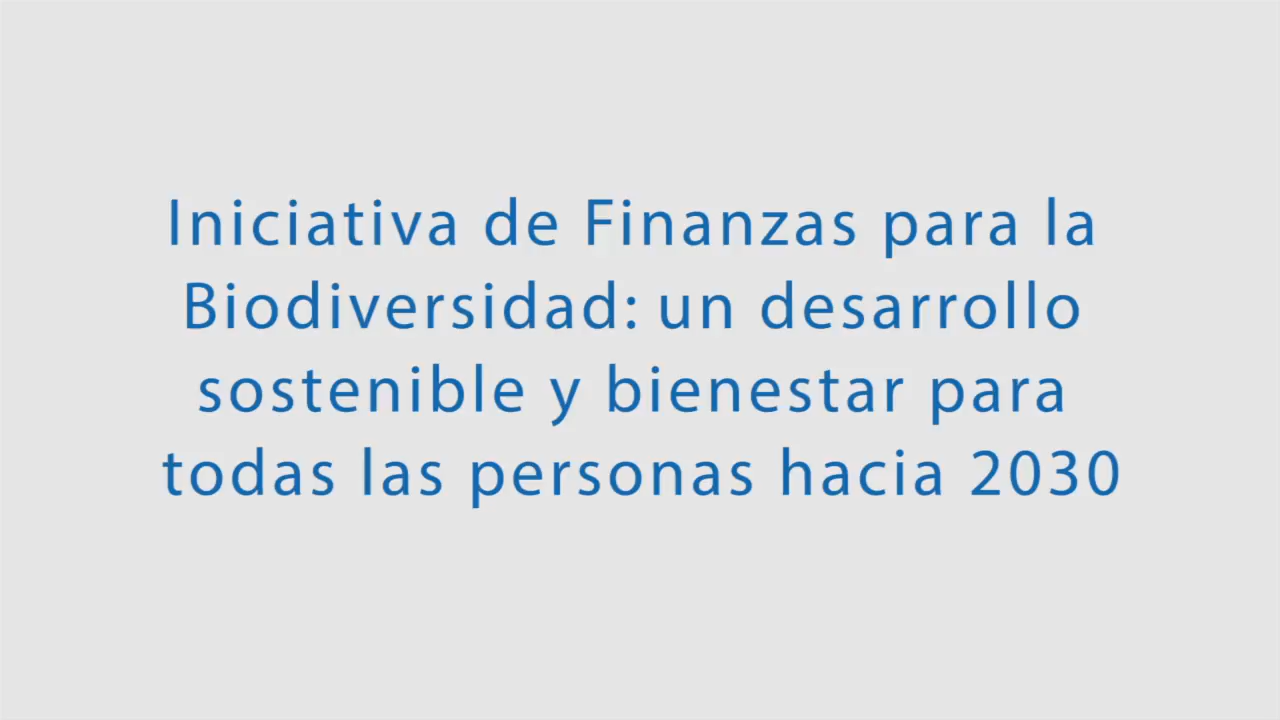 Iniciativa de Finanzas para la
Biodiversidad: un desarrollo
sostenible y bienestar para
todas las personas hacia 2030